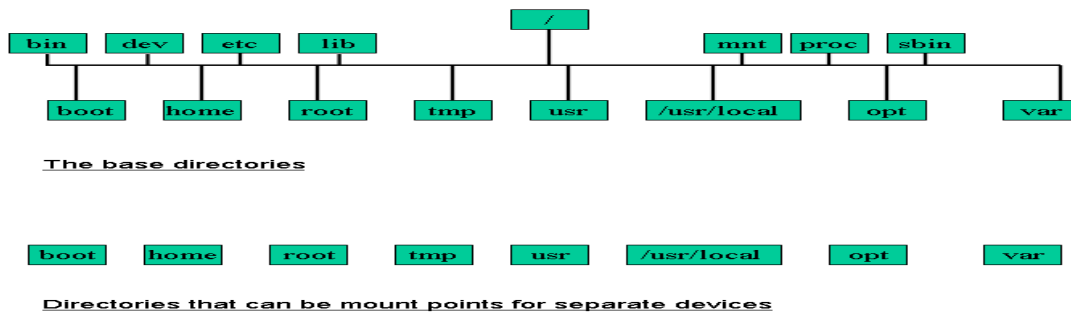 /
bin dev etc lib mnt proc sbin
boot home root tmp usr /usr/local opt var
The base directories
boot home root tmp usr /usr/local opt var
Directories that can be mount points for separate devices